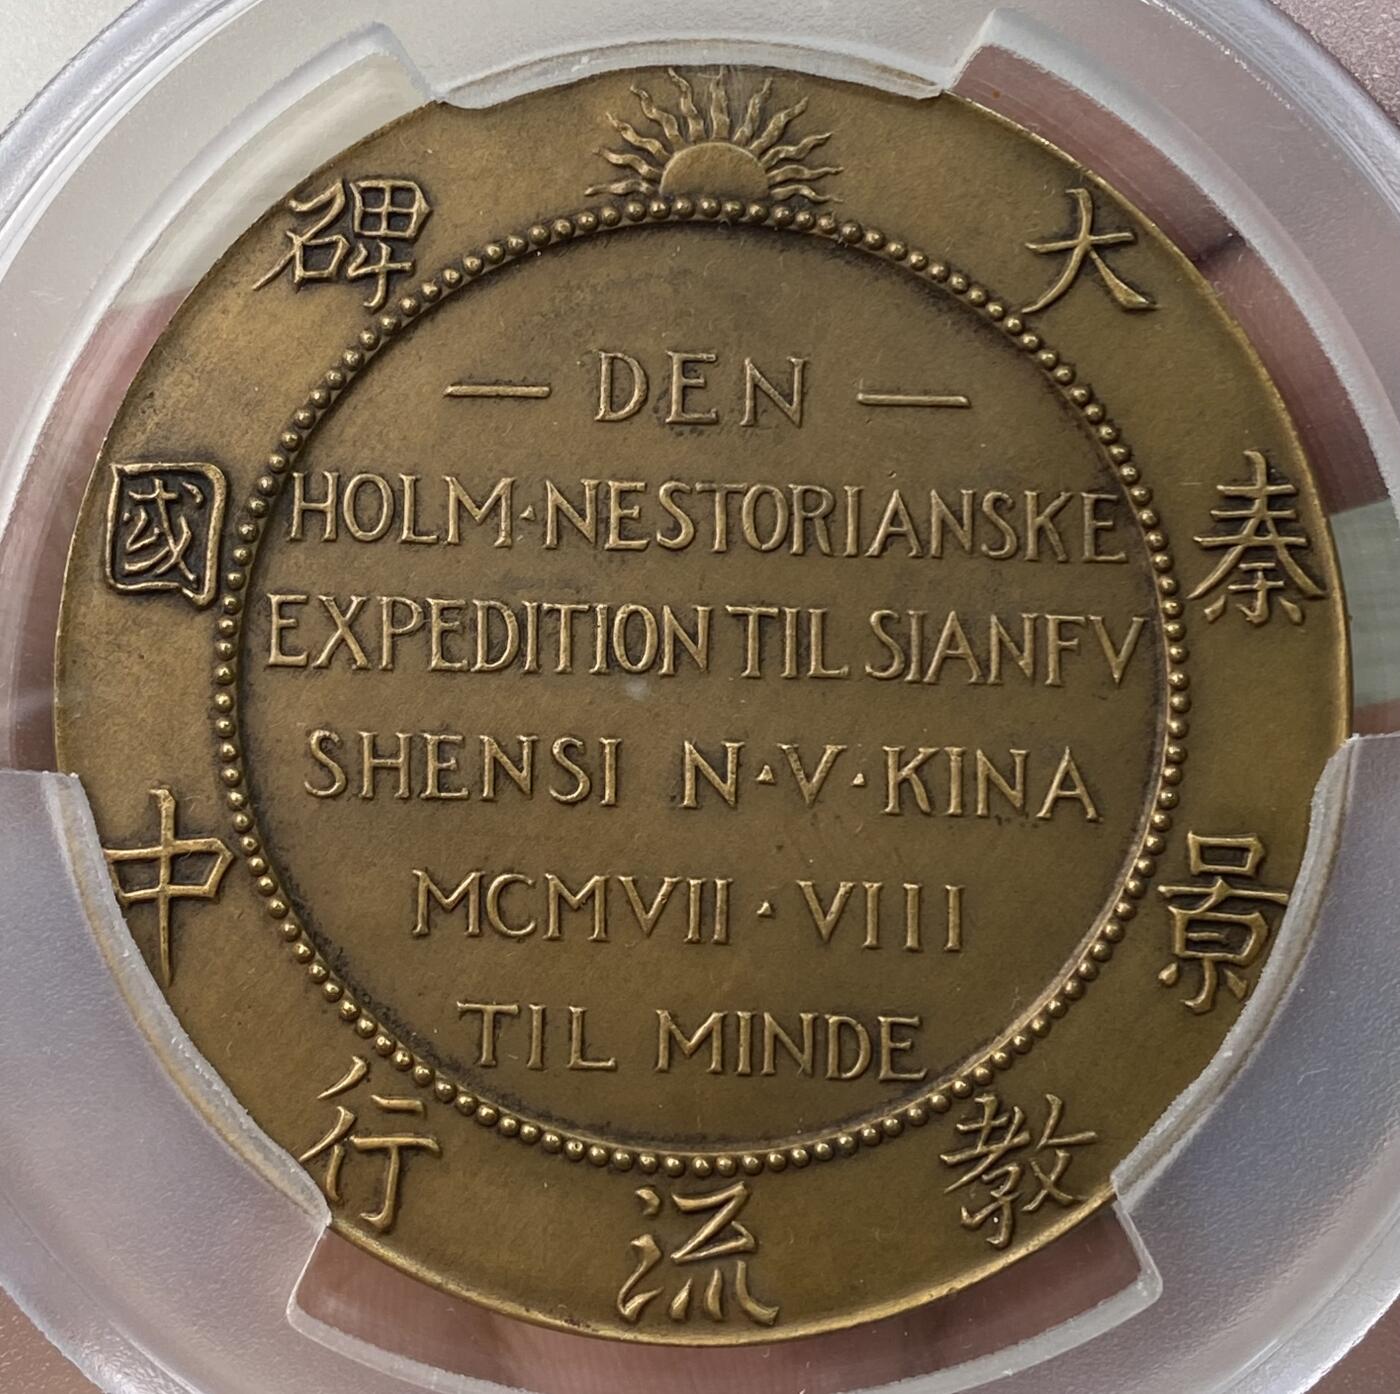 大秦景教流行中國碑
— DEN —
HOLM·NESTORIANSKE
EXPEDITION TIL SIANFV
SHENSI N·V·KINA
MCMVII·VIII
TIL MINDE